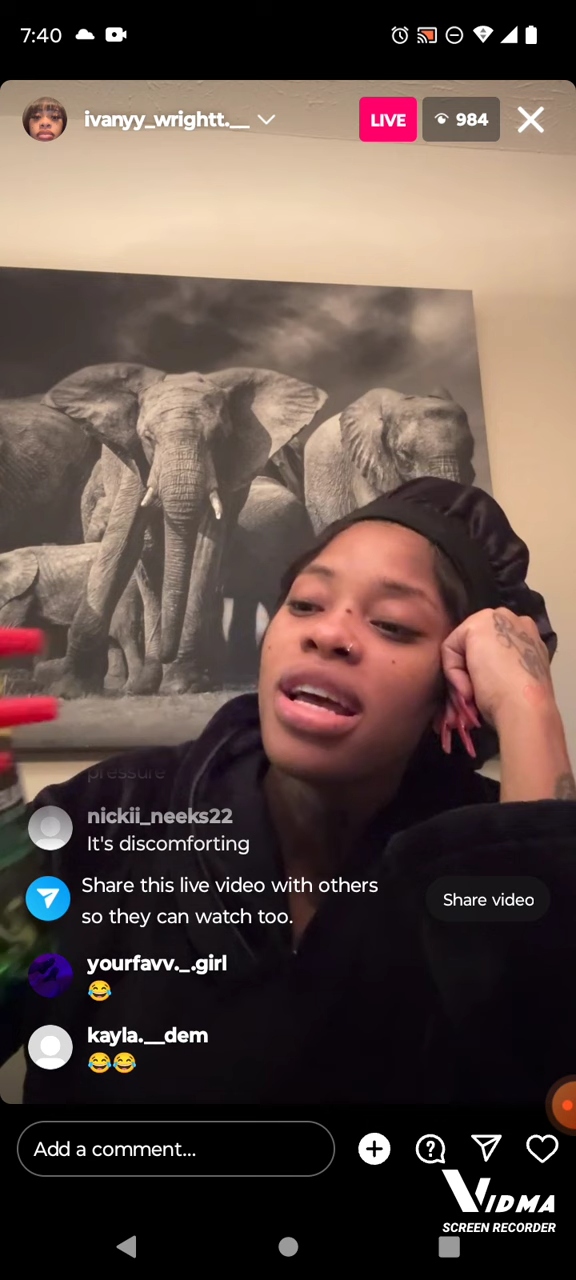 7:40
ivanyy_wrightt.__
LIVE
984
pressure
nickii_neeks22
It's discomforting
Share this live video with others
so they can watch too.
Share video
yourfavv._.girl
😂
kayla.__dem
😂😂
Add a comment...
VIDMA
SCREEN RECORDER